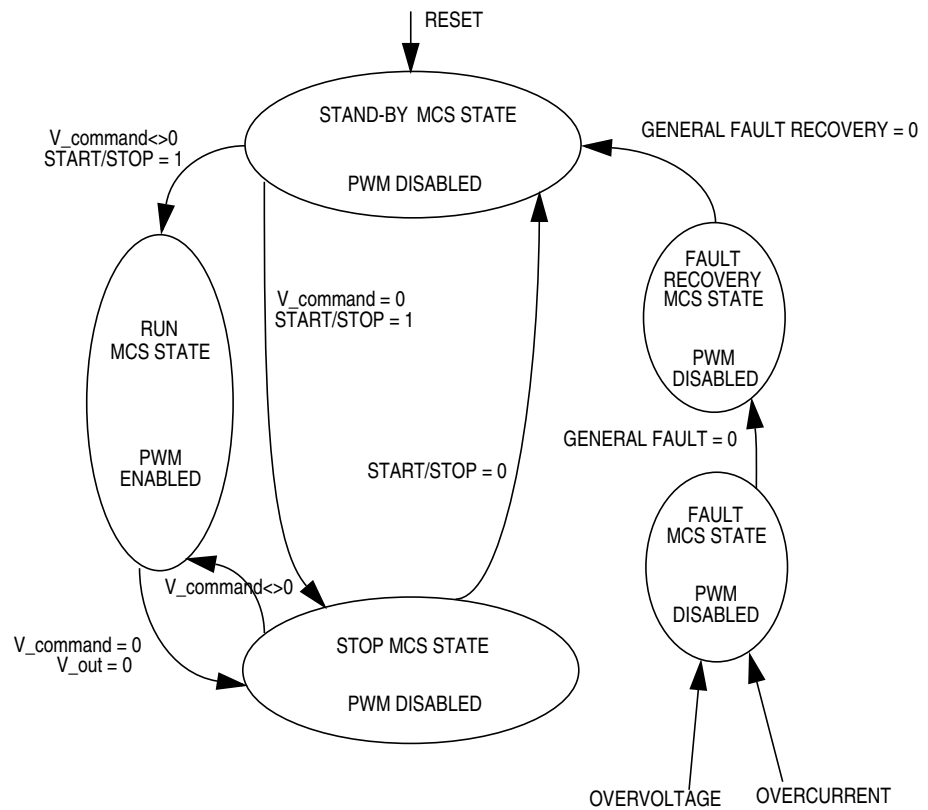 RESET
STAND-BY MCS STATE
PWM DISABLED
V_command<>0
START/STOP = 1
GENERAL FAULT RECOVERY = 0
FAULT
RECOVERY
MCS STATE
PWM
DISABLED
V_command = 0
START/STOP = 1
RUN
MCS STATE
PWM
ENABLED
START/STOP = 0
GENERAL FAULT = 0
FAULT
MCS STATE
PWM
DISABLED
V_command<>0
V_command = 0
V_out = 0
STOP MCS STATE
PWM DISABLED
OVERVOLTAGE
OVERCURRENT